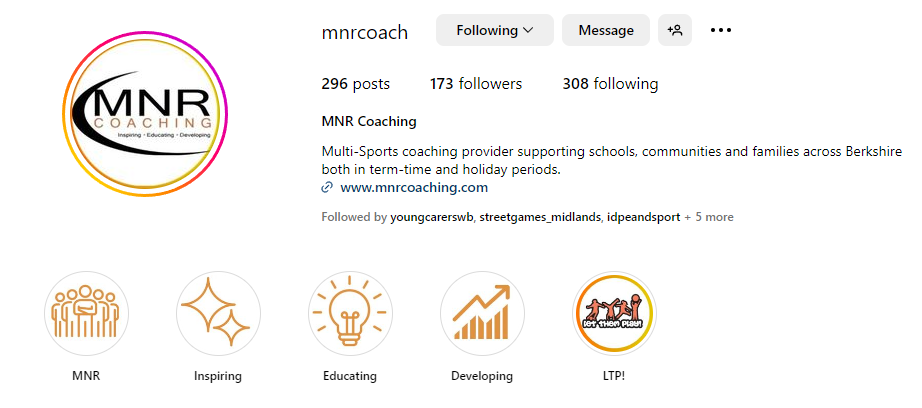 mnrcoach
Following
Message
296 posts
173 followers
308 following
MNR
COACHING
Inspiring • Educating • Developing
MNR Coaching
Multi-Sports coaching provider supporting schools, communities and families across Berkshire
both in term-time and holiday periods.
www.mnrcoaching.com
Followed by youngcarerswb, streetgames_midlands, idpeandsport + 5 more
LET THEM PLAY!
MNR
Inspiring
Educating
Developing
LTP!